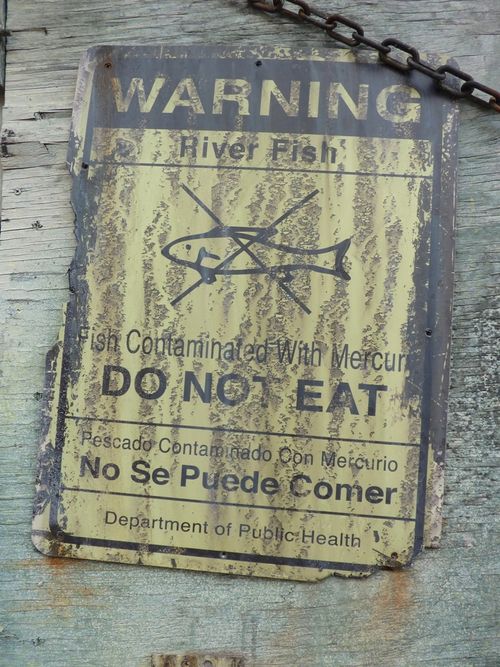 WARNING
River Fish
Fish Contaminated With Mercury
DO NOT EAT
Pescado Contaminado Con Mercurio
No Se Puede Comer
Department of Public Health